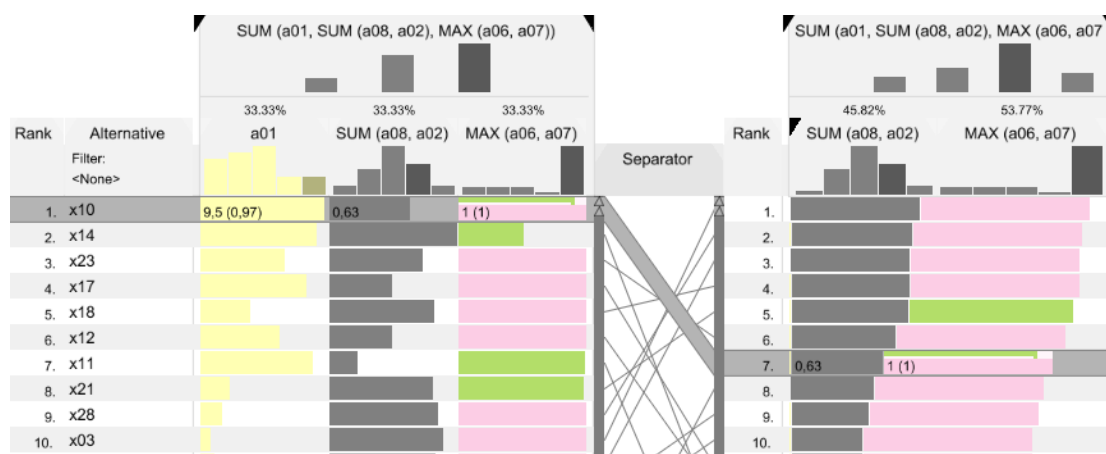 SUM (a01, SUM (a08, a02), MAX (a06, a07))
33.33% 33.33% 33.33%
Rank Alternative a01 SUM (a08, a02) MAX (a06, a07)
Filter:
<None>
1. x10 9,5 (0,97) 0,63 1 (1)
2. x14
3. x23
4. x17
5. x18
6. x12
7. x11
8. x21
9. x28
10. x03
Separator
SUM (a01, SUM (a08, a02), MAX (a06, a07
45.82% 53.77%
Rank SUM (a08, a02) MAX (a06, a07)
1.
2.
3.
4.
5.
6.
7. 0,63 1 (1)
8.
9.
10.